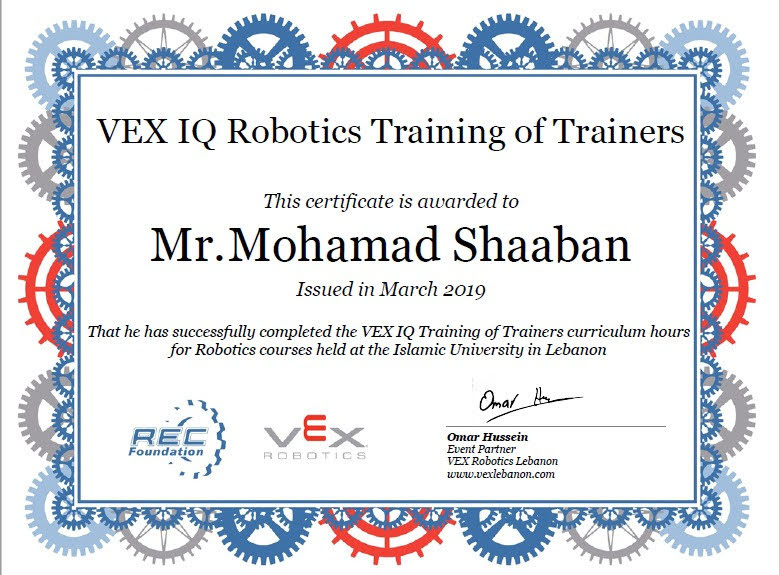 VEX IQ Robotics Training of Trainers
This certificate is awarded to
Mr.Mohamad Shaaban
Issued in March 2019
That he has successfully completed the VEX IQ Training of Trainers curriculum hours
for Robotics courses held at the Islamic University in Lebanon
REC
Foundation
VEX
ROBOTICS
Omar Hussein
Event Partner
VEX Robotics Lebanon
www.vexlebanon.com